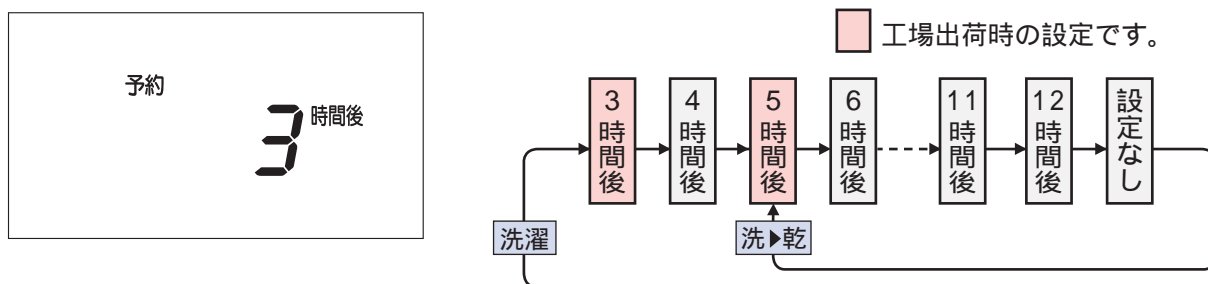 予約
3時間後
工場出荷時の設定です。
3時間後
4時間後
5時間後
6時間後
11時間後
12時間後
設定なし
洗濯
洗▶乾